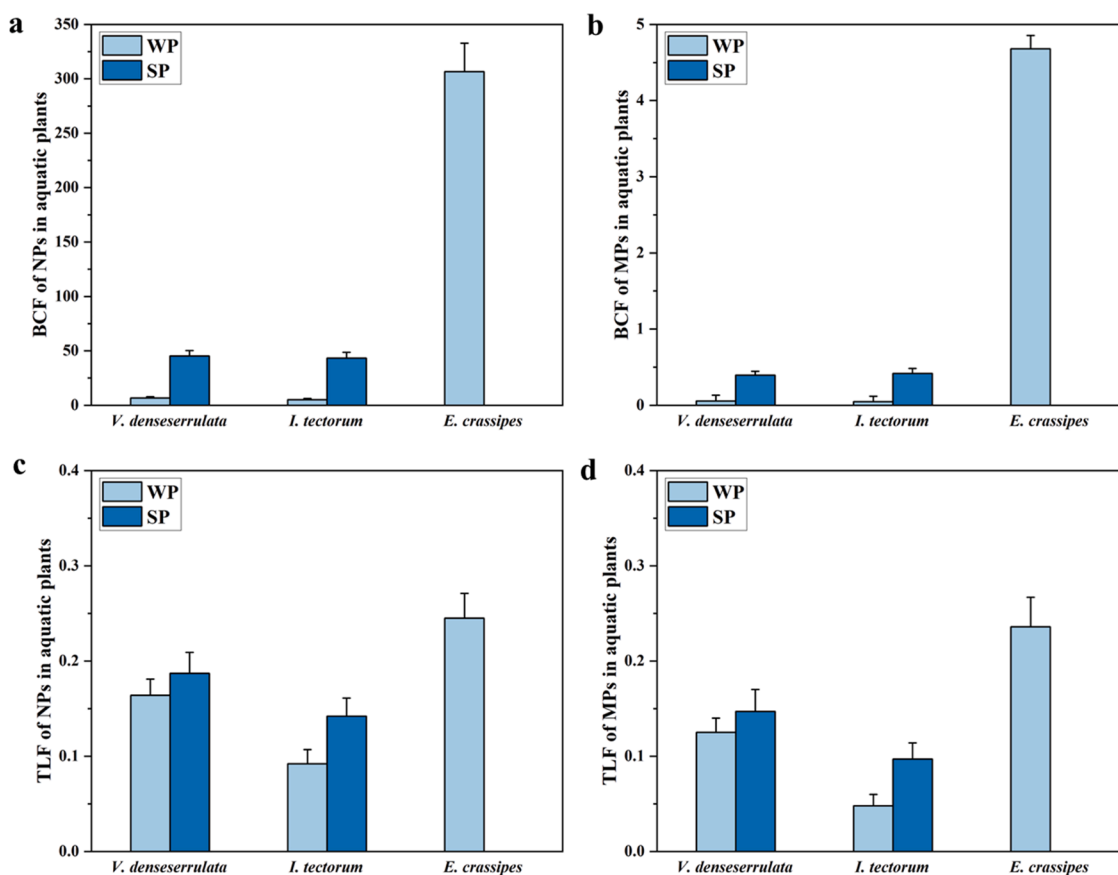 a
BCF of NPs in aquatic plants
350
300
250
200
150
100
50
0
WP
SP
V. denseserrulata
I. tectorum
E. crassipes
b
BCF of MPs in aquatic plants
5
4
3
2
1
0
WP
SP
V. denseserrulata
I. tectorum
E. crassipes
c
TLF of NPs in aquatic plants
0.4
0.3
0.2
0.1
0.0
WP
SP
V. denseserrulata
I. tectorum
E. crassipes
d
TLF of MPs in aquatic plants
0.4
0.3
0.2
0.1
0.0
WP
SP
V. denseserrulata
I. tectorum
E. crassipes